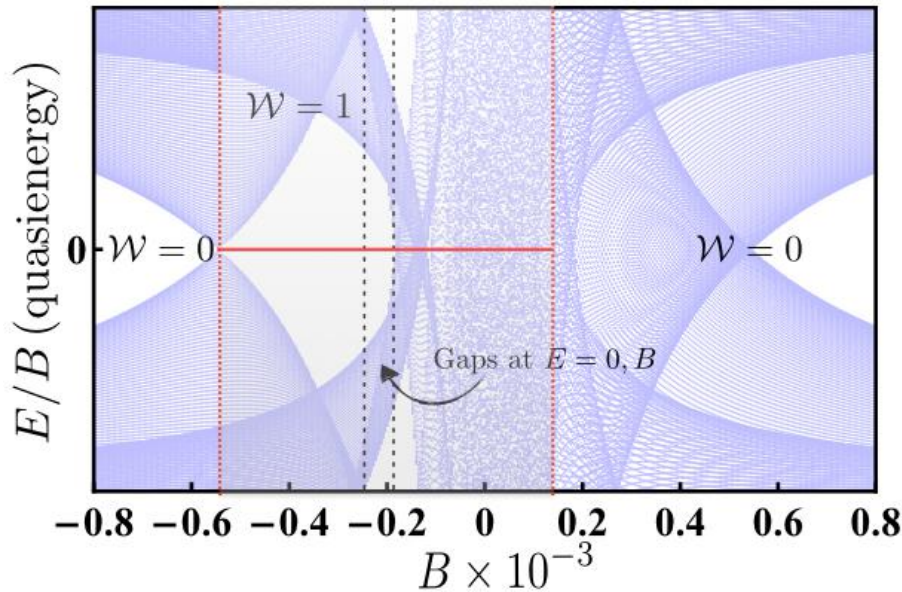 E/B (quasienergy)
𝒲 = 1
0
𝒲 = 0
𝒲 = 0
Gaps at E = 0, B
−0.8 −0.6 −0.4 −0.2 0 0.2 0.4 0.6 0.8
B × 10⁻³